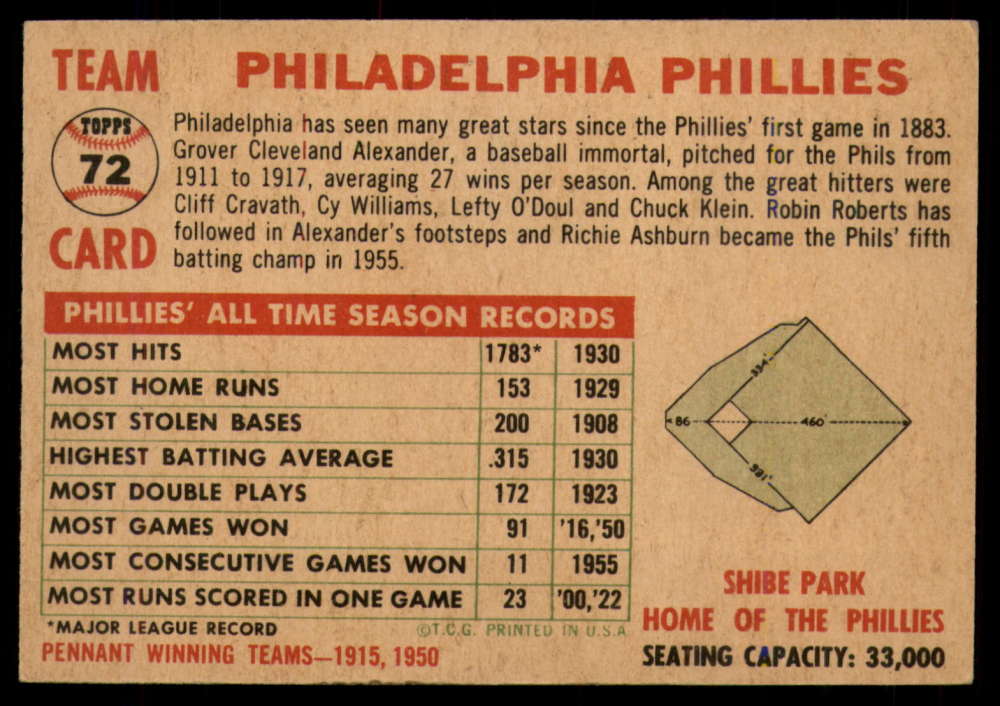 TEAM
PHILADELPHIA PHILLIES
TOPPS
72
CARD
Philadelphia has seen many great stars since the Phillies' first game in 1883.
Grover Cleveland Alexander, a baseball immortal, pitched for the Phils from
1911 to 1917, averaging 27 wins per season. Among the great hitters were
Cliff Cravath, Cy Williams, Lefty O'Doul and Chuck Klein. Robin Roberts has
followed in Alexander's footsteps and Richie Ashburn became the Phils' fifth
batting champ in 1955.
PHILLIES' ALL TIME SEASON RECORDS
MOST HITS 1783* 1930
MOST HOME RUNS 153 1929
MOST STOLEN BASES 200 1908
HIGHEST BATTING AVERAGE .315 1930
MOST DOUBLE PLAYS 172 1923
MOST GAMES WON 91 '16,'50
MOST CONSECUTIVE GAMES WON 11 1955
MOST RUNS SCORED IN ONE GAME 23 '00,'22
*MAJOR LEAGUE RECORD
©T.C.G. PRINTED IN U.S.A
PENNANT WINNING TEAMS—1915, 1950
334'
86
460'
SHIBE PARK
HOME OF THE PHILLIES
SEATING CAPACITY: 33,000